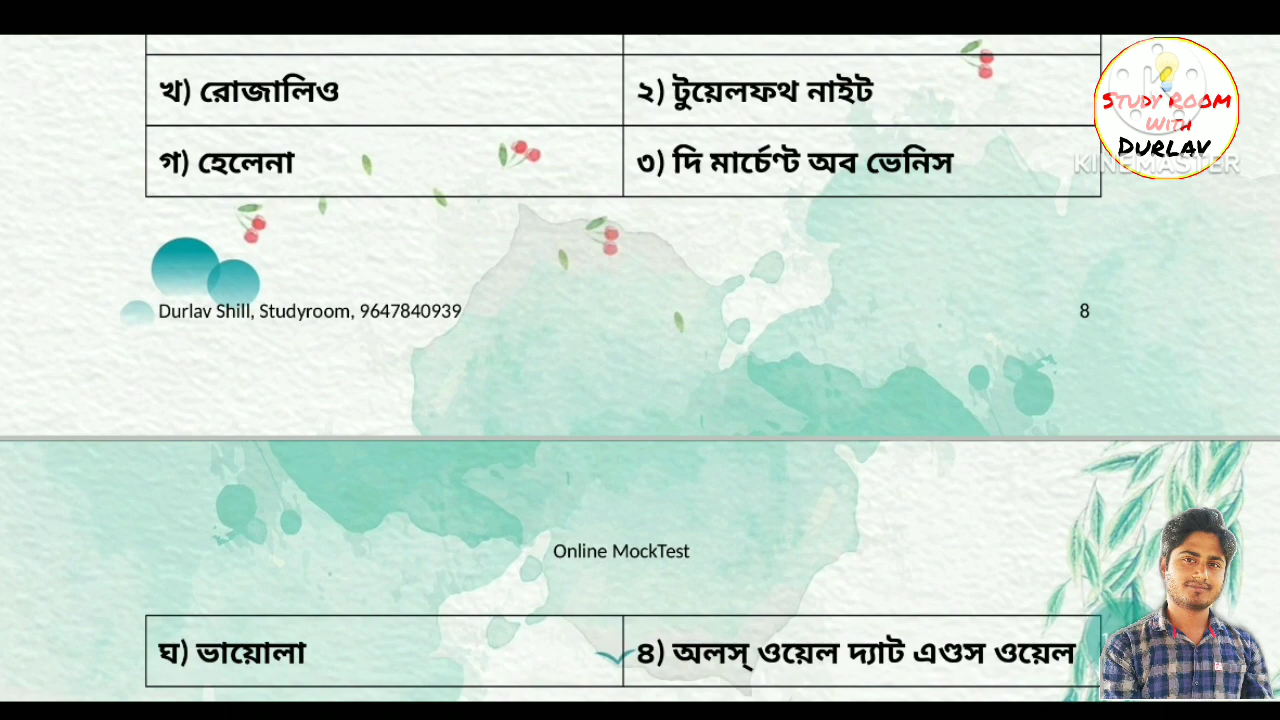 খ) রোজালিও
২) টুয়েলফথ নাইট
গ) হেলেনা
৩) দি মার্চেণ্ট অব ভেনিস
STUDY ROOM
WITH
DURLAV
KINEMASTER
Durlav Shill, Studyroom, 9647840939
8
Online MockTest
ঘ) ভায়োলা
৪) অলস্ ওয়েল দ্যাট এণ্ডস ওয়েল